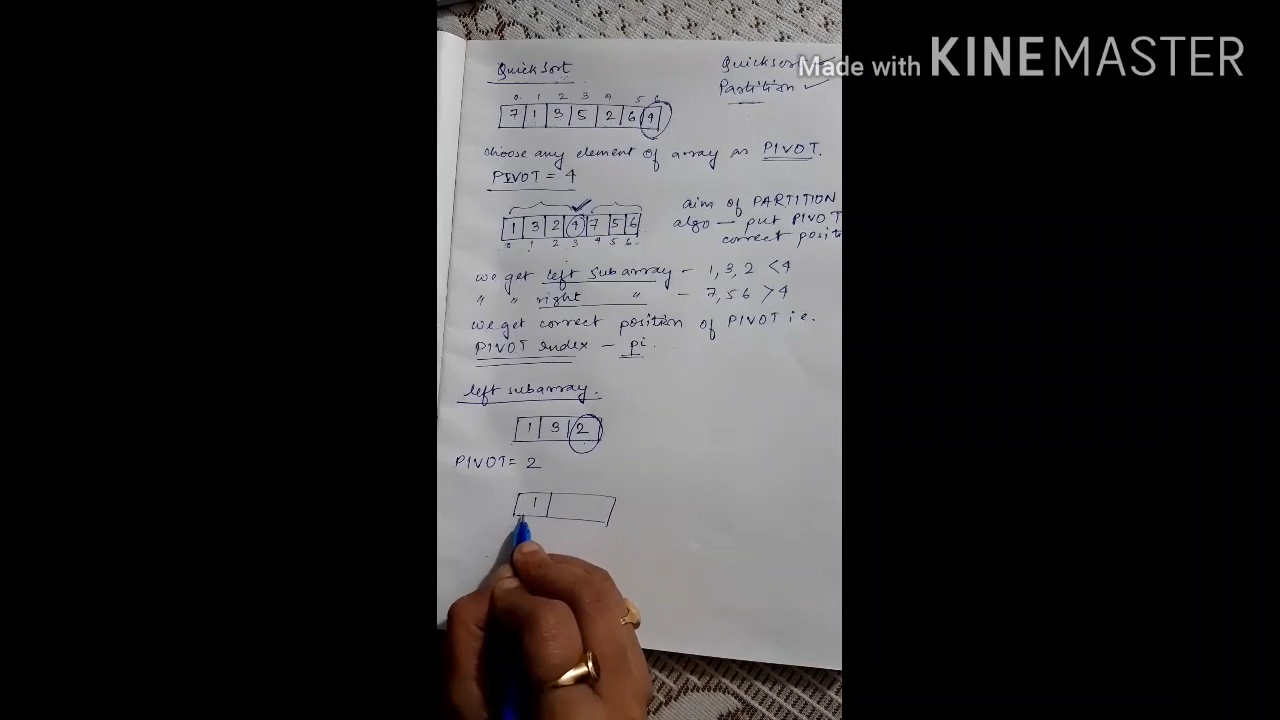 Quicksort
Quicksort ✓
Partition ✓
Made with KINEMASTER
0 1 2 3 4 5 6
7 1 3 5 2 6 4
choose any element of array as PIVOT.
PIVOT = 4
1 3 2 4 7 5 6
0 1 2 3 4 5 6
aim of PARTITION
algo — put PIVOT
correct posit
we get left subarray - 1, 3, 2 < 4
" " right " - 7, 5 6 > 4
we get correct position of PIVOT i.e.
PIVOT index - pi.
left subarray.
1 3 2
PIVOT = 2
1